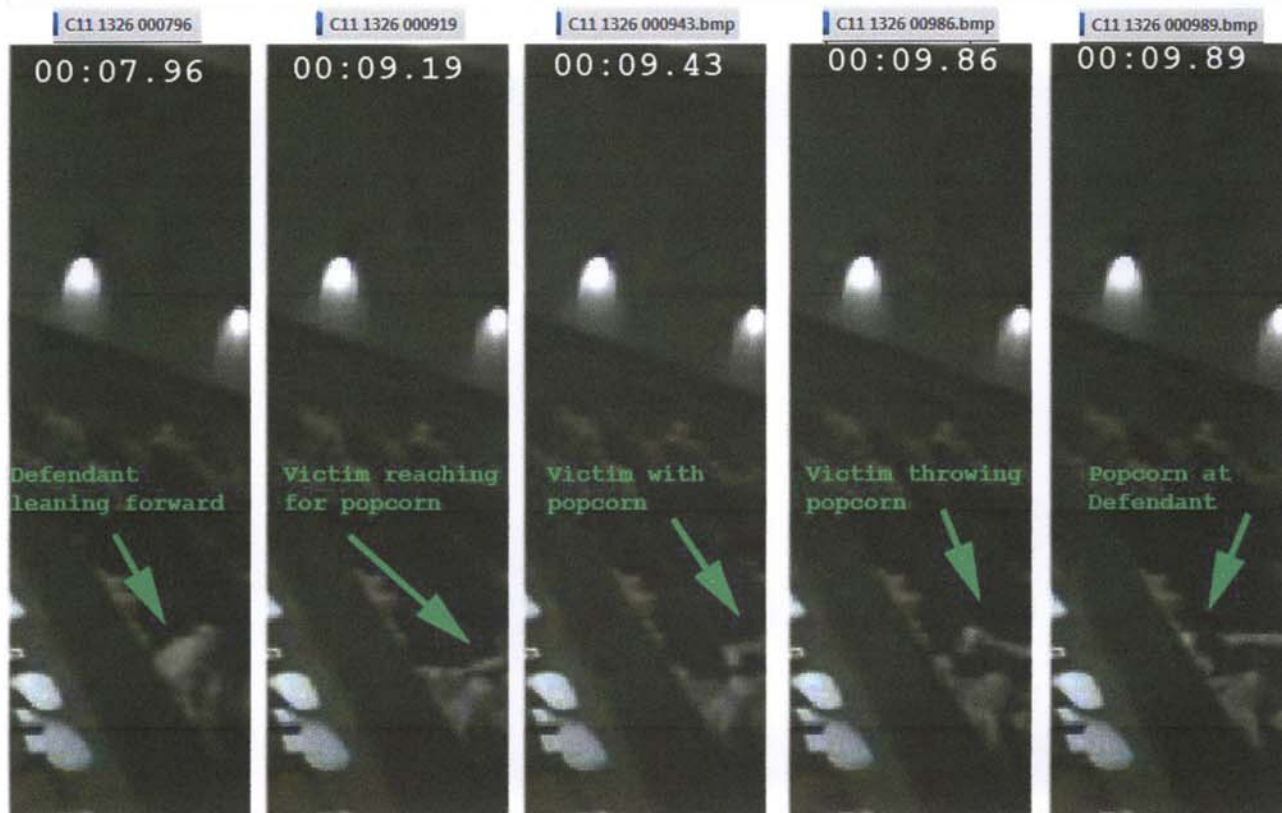 C11 1326 000796
C11 1326 000919
C11 1326 000943.bmp
C11 1326 00986.bmp
C11 1326 000989.bmp
00:07.96
00:09.19
00:09.43
00:09.86
00:09.89
Defendant
leaning forward
Victim reaching
for popcorn
Victim with
popcorn
Victim throwing
popcorn
Popcorn at
Defendant